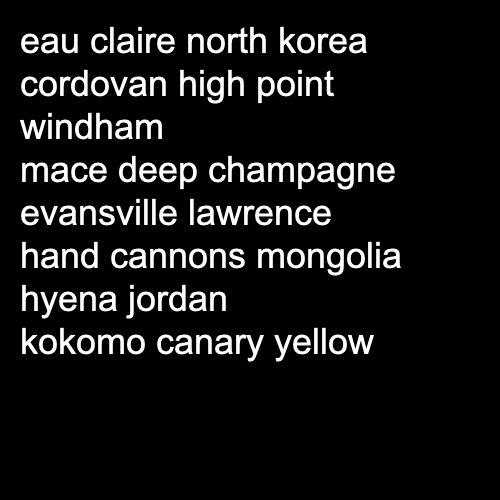 eau claire north korea
cordovan high point
windham
mace deep champagne
evansville lawrence
hand cannons mongolia
hyena jordan
kokomo canary yellow